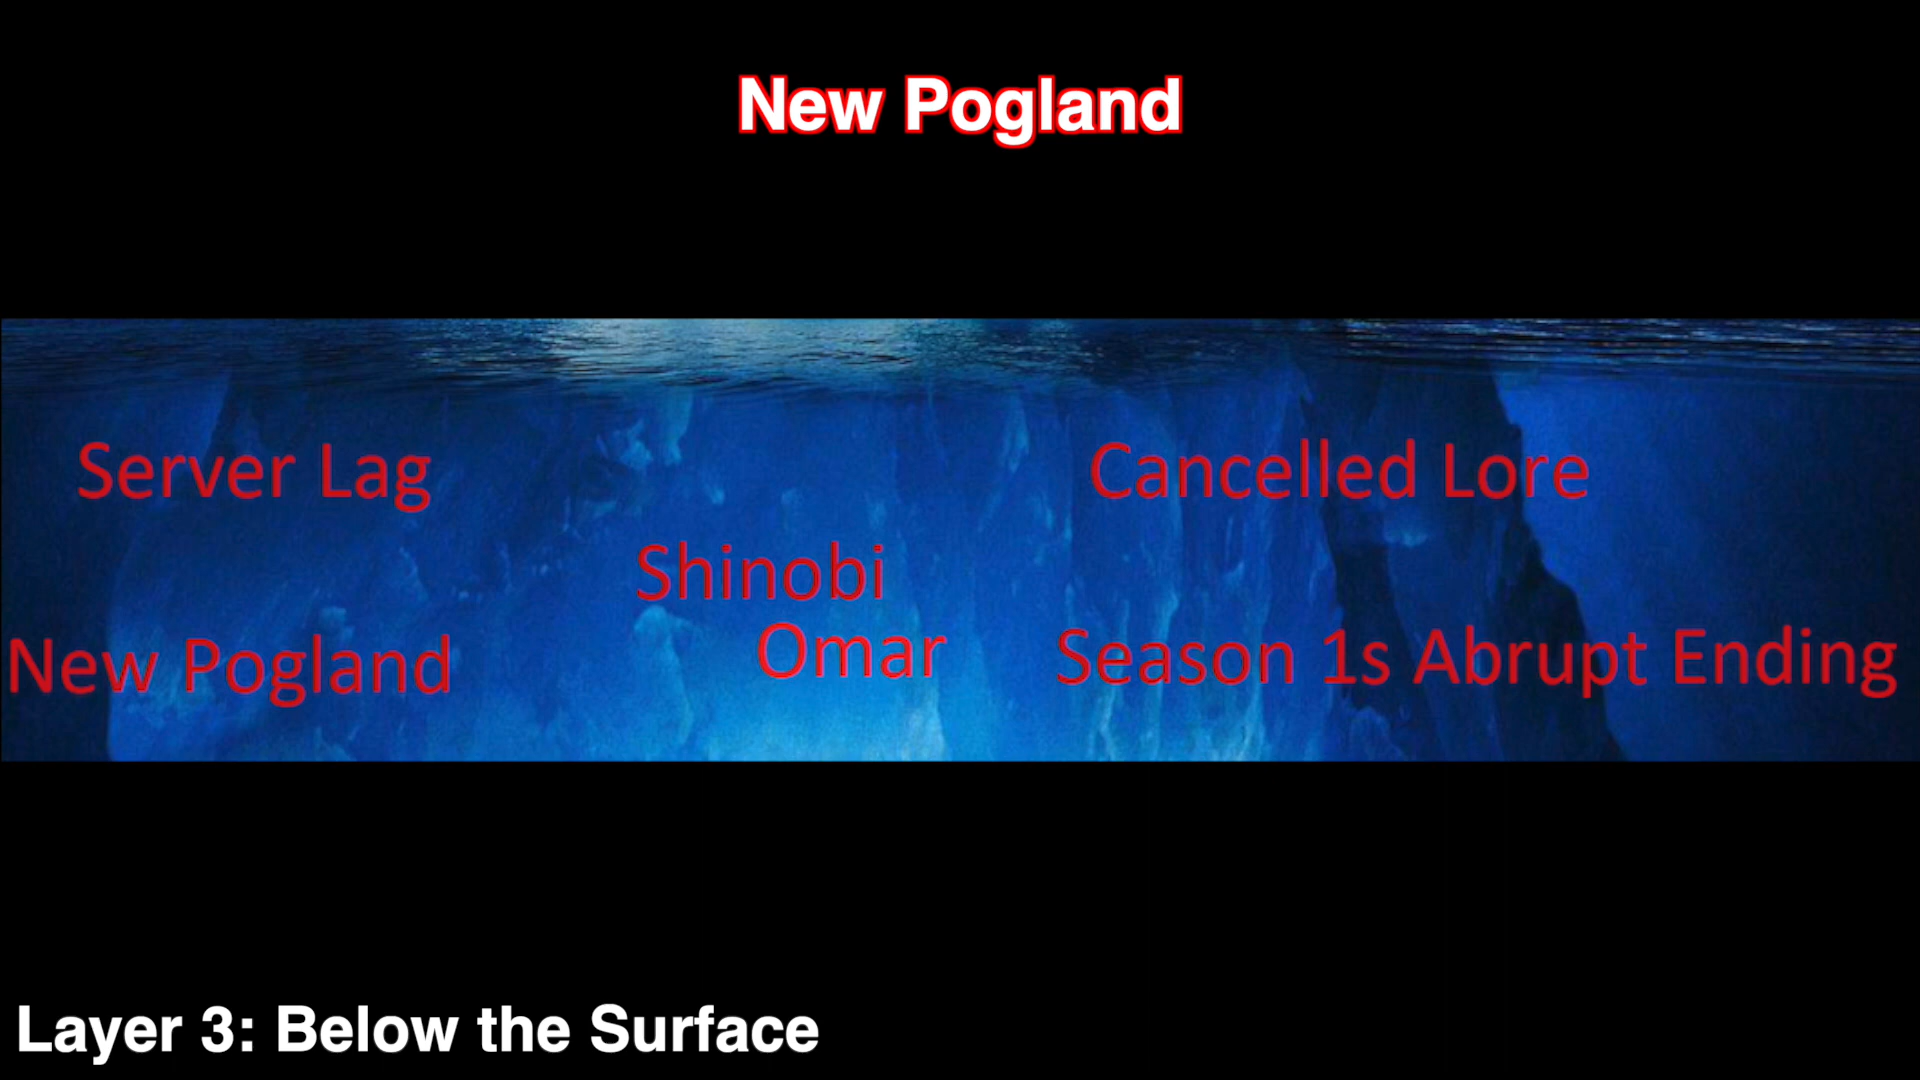 New Pogland
Server Lag
Cancelled Lore
Shinobi
Omar
New Pogland
Season 1s Abrupt Ending
Layer 3: Below the Surface